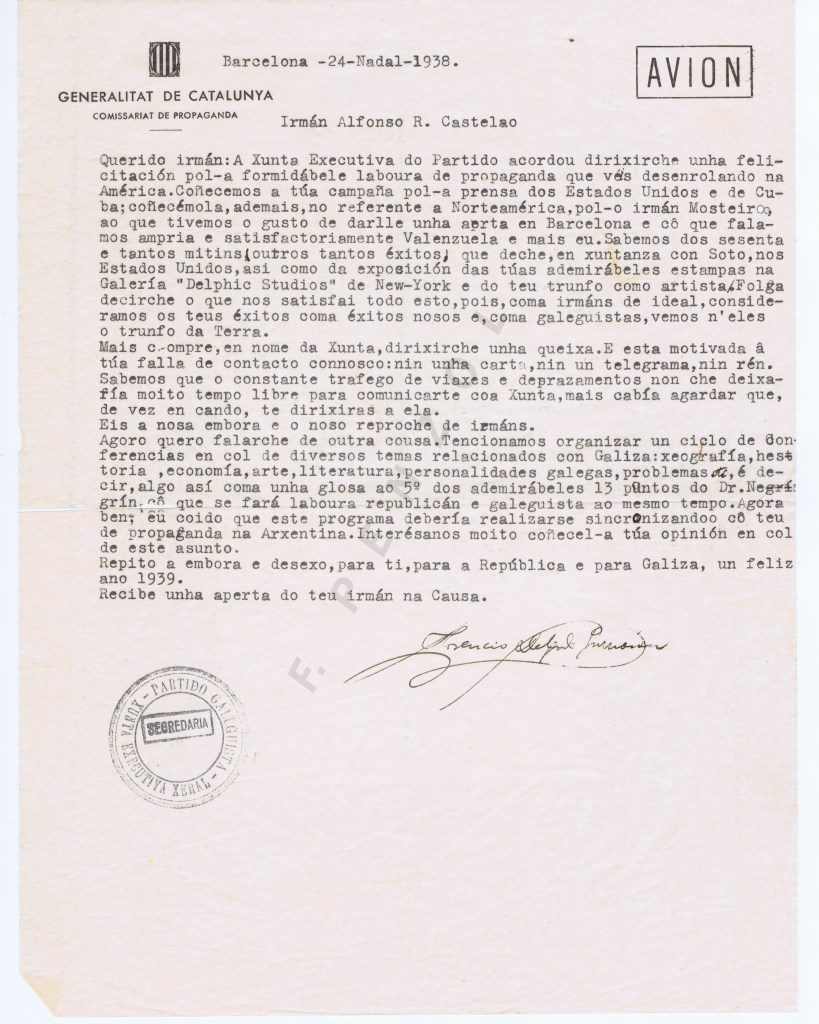 Barcelona -24-Nadal-1938.
AVION
GENERALITAT DE CATALUNYA
COMISSARIAT DE PROPAGANDA
Irmán Alfonso R. Castelao
Querido irmán:A Xunta Executiva do Partido acordou dirixirche unha feli-
citación pol-a formidábele laboura de propaganda que vés desenrolando na
América.Coñecemos a túa campaña pol-a prensa dos Estados Unidos e de Cu-
ba;coñecémola,ademais,no referente a Norteamérica,pol-o irmán Mosteiro,
ao que tivemos o gusto de darlle unha aperta en Barcelona e cô que fala-
mos ampria e satisfactoriamente Valenzuela e mais eu.Sabemos dos sesenta
e tantos mitins(outros tantos éxitos) que deche,en xuntanza con Soto,nos
Estados Unidos,asi como da exposición das túas ademirábeles estampas na
Galería "Delphic Studios" de New-York e do teu trunfo como artista.Folga
decirche o que nos satisfai todo esto,pois,coma irmáns de ideal,conside-
ramos os teus éxitos coma éxitos nosos e,coma galeguistas,vemos n'eles
o trunfo da Terra.
Mais compre,en nome da Xunta,dirixirche unha queixa.E esta motivada â
túa falla de contacto connosco:nin unha carta,nin un telegrama,nin rén.
Sabemos que o constante trafego de viaxes e deprazamentos non che deixa-
ría moito tempo libre para comunicarte coa Xunta,mais cabía agardar que,
de vez en cando, te dirixiras a ela.
Eis a nosa embora e o noso reproche de irmáns.
Agoro quero falarche de outra cousa.Tencionamos organizar un ciclo de con-
ferencias en col de diversos temas relacionados con Galiza:xeografía,hest
toria ,economía,arte,literatura,personalidades galegas,problemas é de-
cir,algo así coma unha glosa ao 5º dos ademirábeles 13 puntos do Dr.Negrín
grín,cô que se fará laboura republicán e galeguista ao mesmo tempo.Agora
ben; eu coido que este programa debería realizarse sincronizandoo cô teu
de propaganda na Arxentina.Interésanos moito coñecel-a túa opinión en col
de este asunto.
Repito a embora e desexo,para ti,para a República e para Galiza, un feliz
ano 1939.
Recibe unha aperta do teu irmán na Causa.
F. PENZOL
XUNTA EXECUTIVA XERAL - PARTIDO GALEGUISTA -
SEGREDARIA